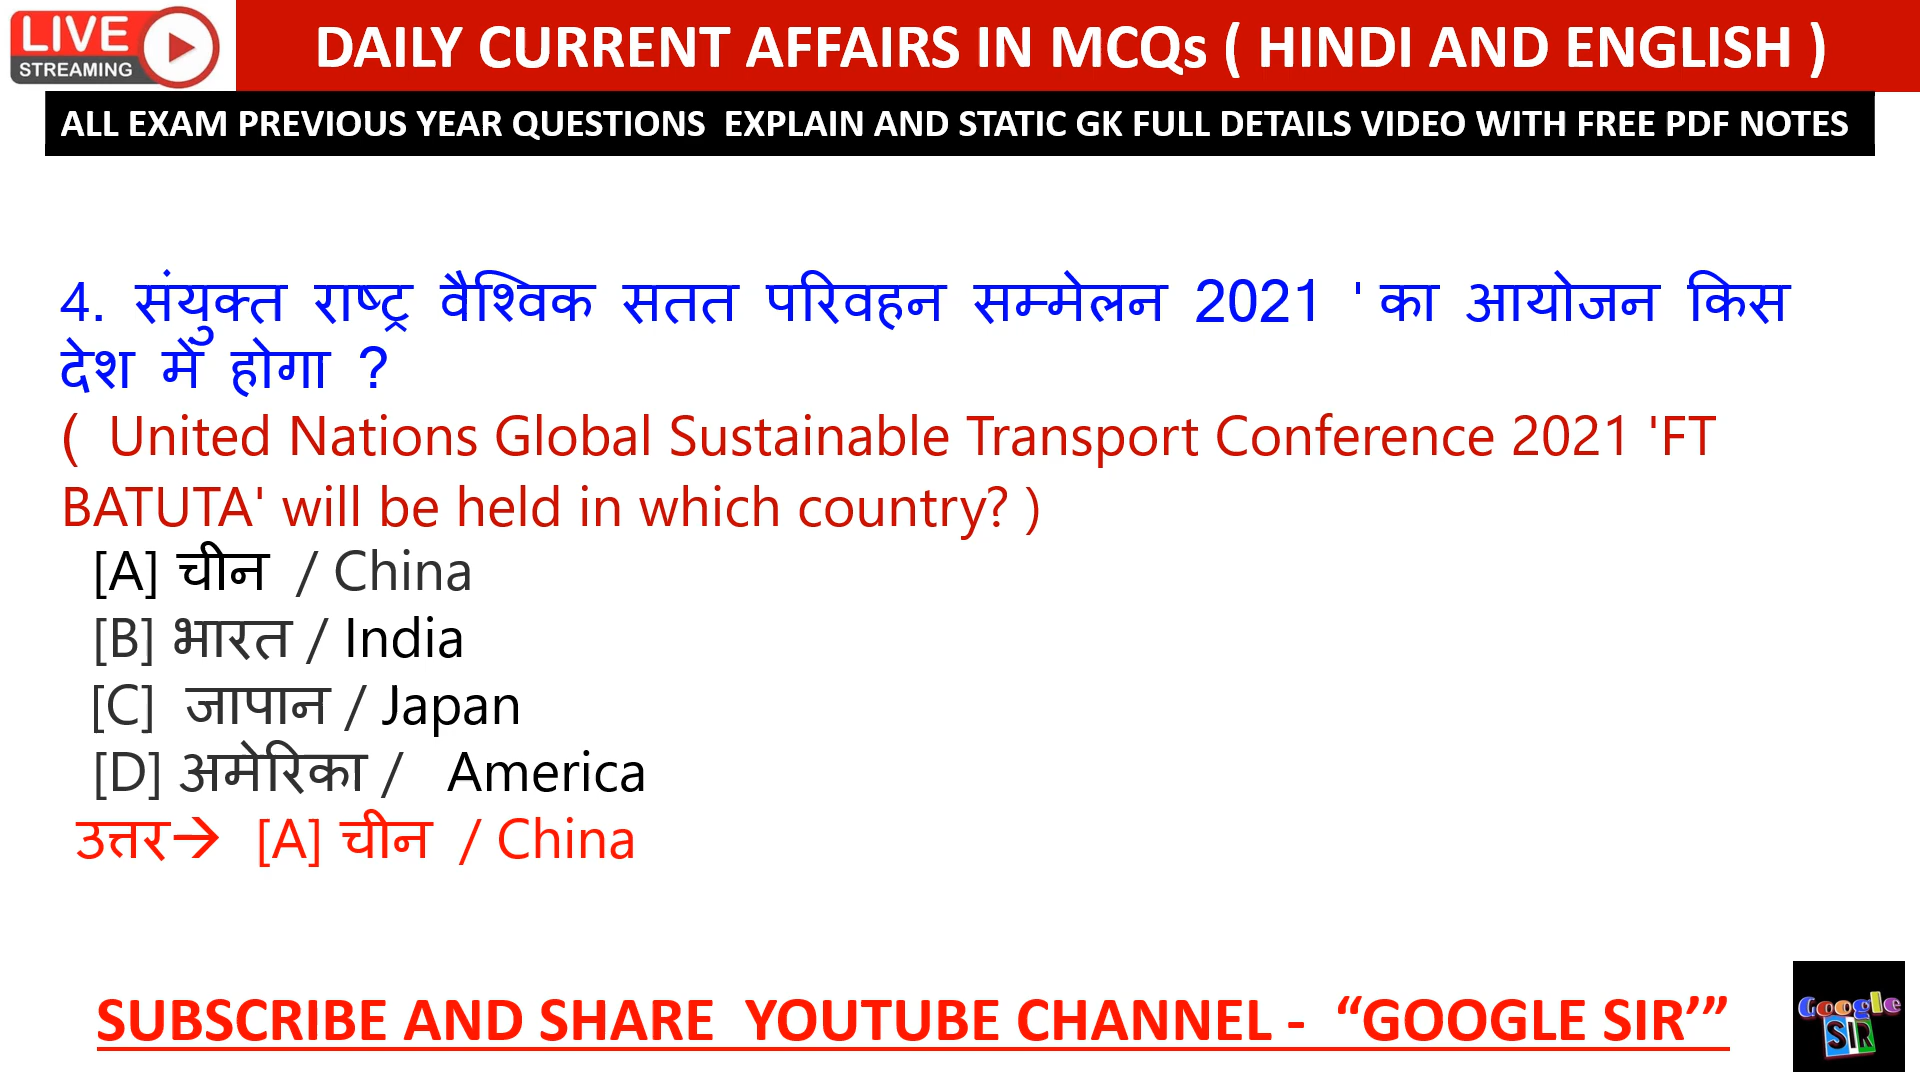 LIVE
STREAMING
DAILY CURRENT AFFAIRS IN MCQs ( HINDI AND ENGLISH )
ALL EXAM PREVIOUS YEAR QUESTIONS EXPLAIN AND STATIC GK FULL DETAILS VIDEO WITH FREE PDF NOTES
4. संयुक्त राष्ट्र वैश्विक सतत परिवहन सम्मेलन 2021 ' का आयोजन किस
देश में होगा ?
( United Nations Global Sustainable Transport Conference 2021 'FT
BATUTA' will be held in which country? )
[A] चीन / China
[B] भारत / India
[C] जापान / Japan
[D] अमेरिका / America
उत्तर→ [A] चीन / China
SUBSCRIBE AND SHARE YOUTUBE CHANNEL - “GOOGLE SIR’”
Google
SIR